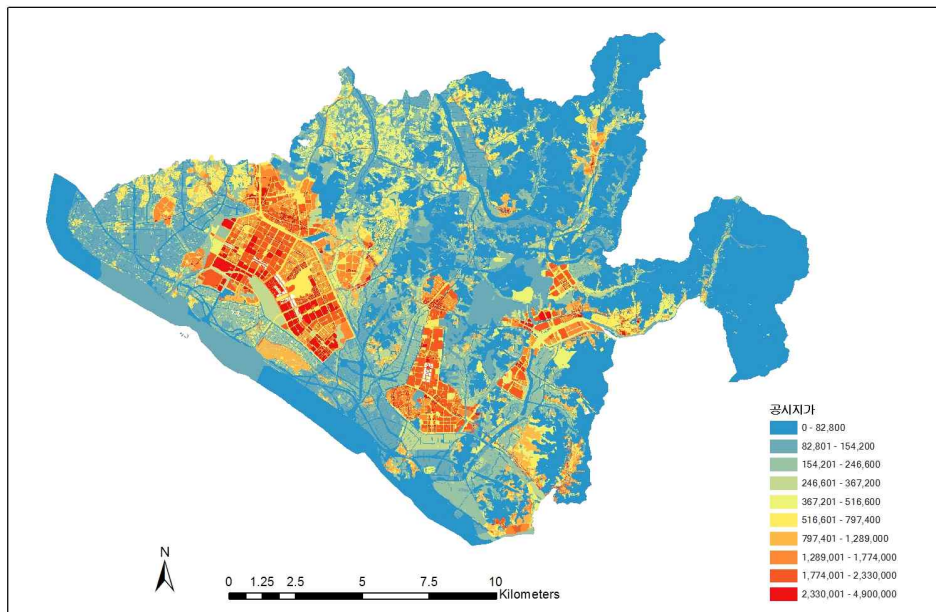 공시지가
0 - 82,800
82,801 - 154,200
154,201 - 246,600
246,601 - 367,200
367,201 - 516,600
516,601 - 797,400
797,401 - 1,289,000
1,289,001 - 1,774,000
1,774,001 - 2,330,000
2,330,001 - 4,900,000
N
0 1.25 2.5 5 7.5 10
Kilometers